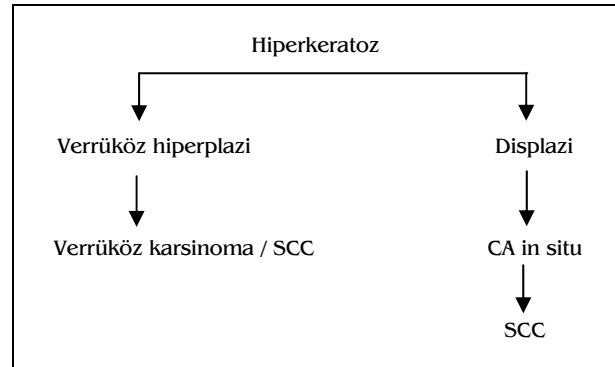 Hiperkeratoz
Verrüköz hiperplazi
Displazi
Verrüköz karsinoma / SCC
CA in situ
SCC